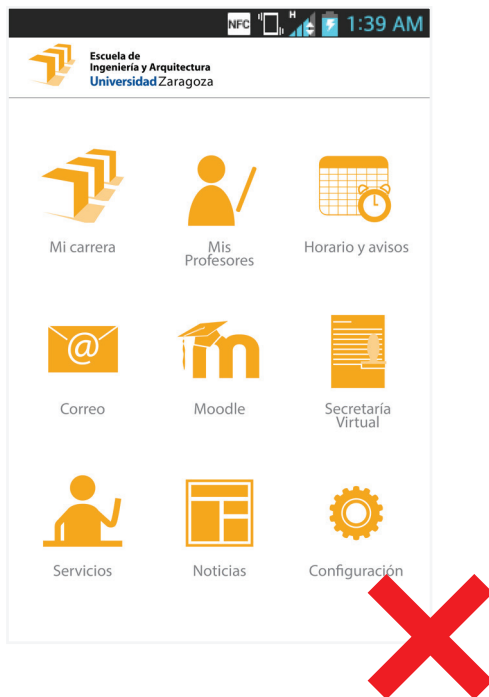 NFC H 1:39 AM
Escuela de
Ingeniería y Arquitectura
Universidad Zaragoza
Mi carrera
Mis
Profesores
Horario y avisos
@
Correo
m
Moodle
Secretaría
Virtual
Servicios
Noticias
Configuración